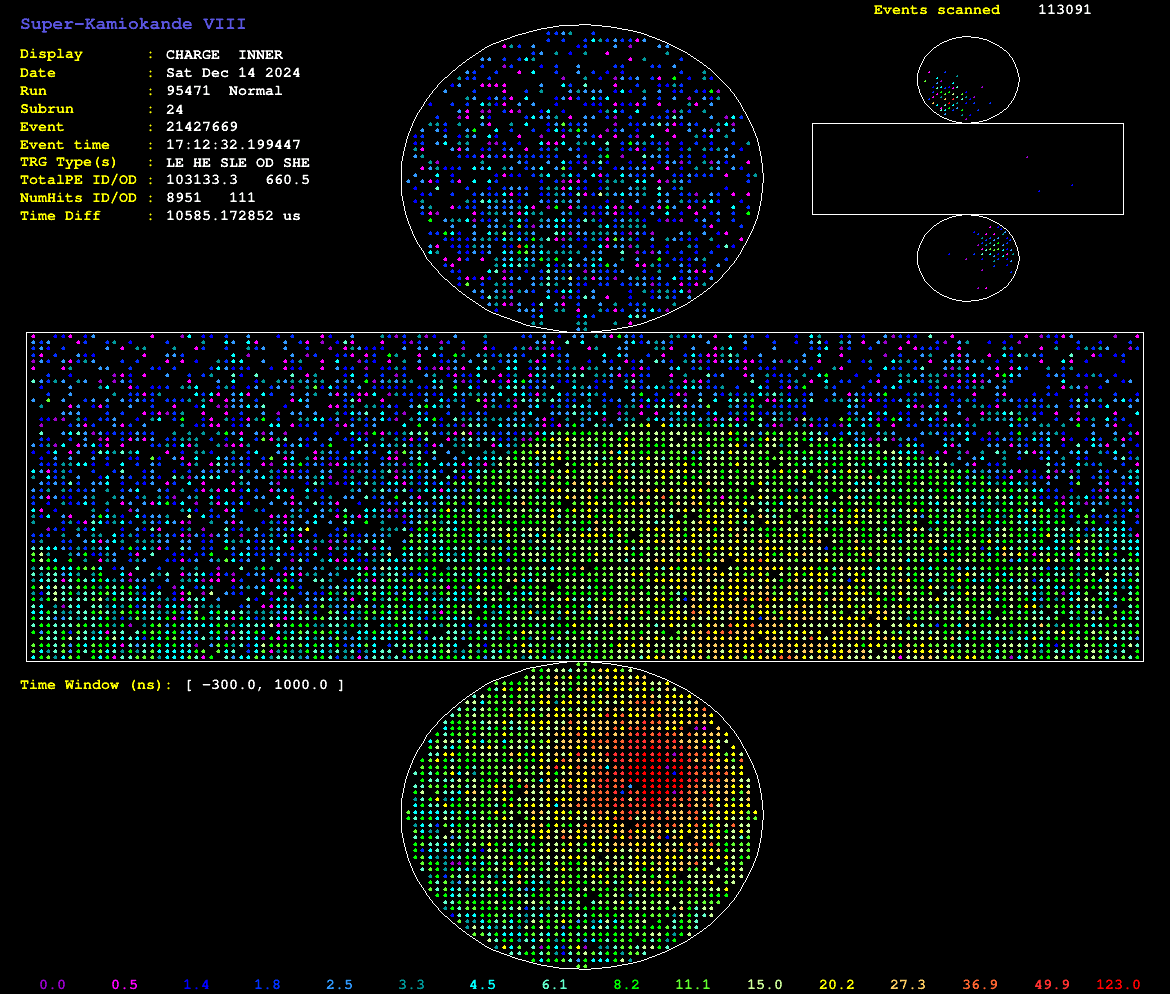 Super-Kamiokande VIII
Events scanned 113091
Display : CHARGE INNER
Date : Sat Dec 14 2024
Run : 95471 Normal
Subrun : 24
Event : 21427669
Event time : 17:12:32.199447
TRG Type(s) : LE HE SLE OD SHE
TotalPE ID/OD : 103133.3 660.5
NumHits ID/OD : 8951 111
Time Diff : 10585.172852 us
Time Window (ns): [ −300.0, 1000.0 ]
0.0 0.5 1.4 1.8 2.5 3.3 4.5 6.1 8.2 11.1 15.0 20.2 27.3 36.9 49.9 123.0